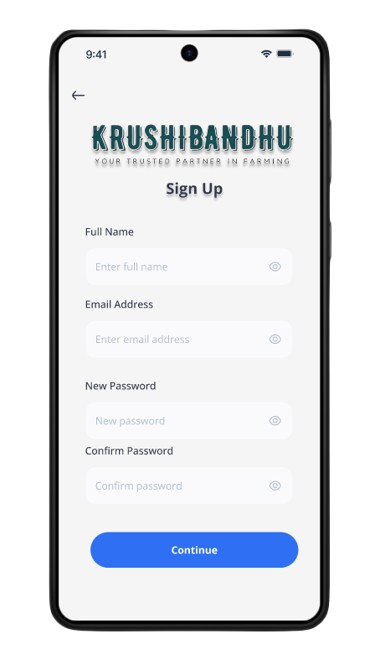 9:41
KRUSHIBANDHU
YOUR TRUSTED PARTNER IN FARMING
Sign Up
Full Name
Enter full name
Email Address
Enter email address
New Password
New password
Confirm Password
Confirm password
Continue